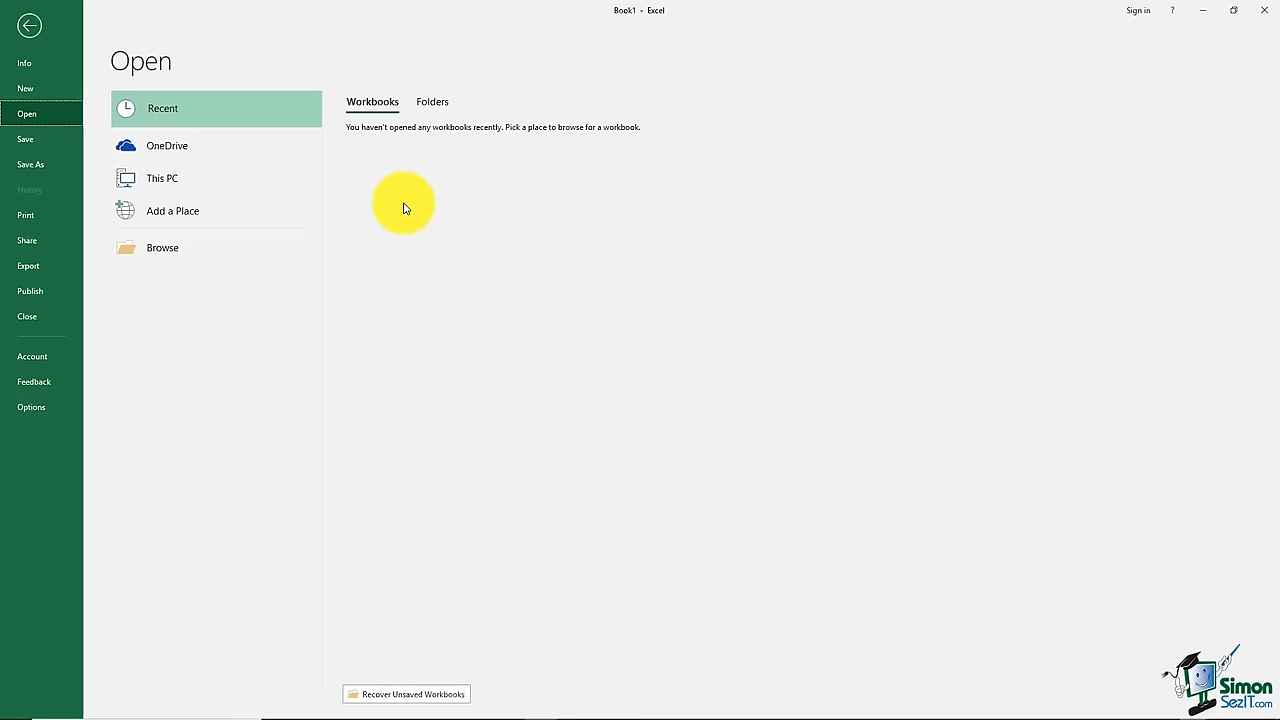 Book1 - Excel
Sign in
?
Info
New
Open
Save
Save As
History
Print
Share
Export
Publish
Close
Account
Feedback
Options
Open
Recent
OneDrive
This PC
Add a Place
Browse
Workbooks Folders
You haven't opened any workbooks recently. Pick a place to browse for a workbook.
Recover Unsaved Workbooks
Simon
SezIT.com